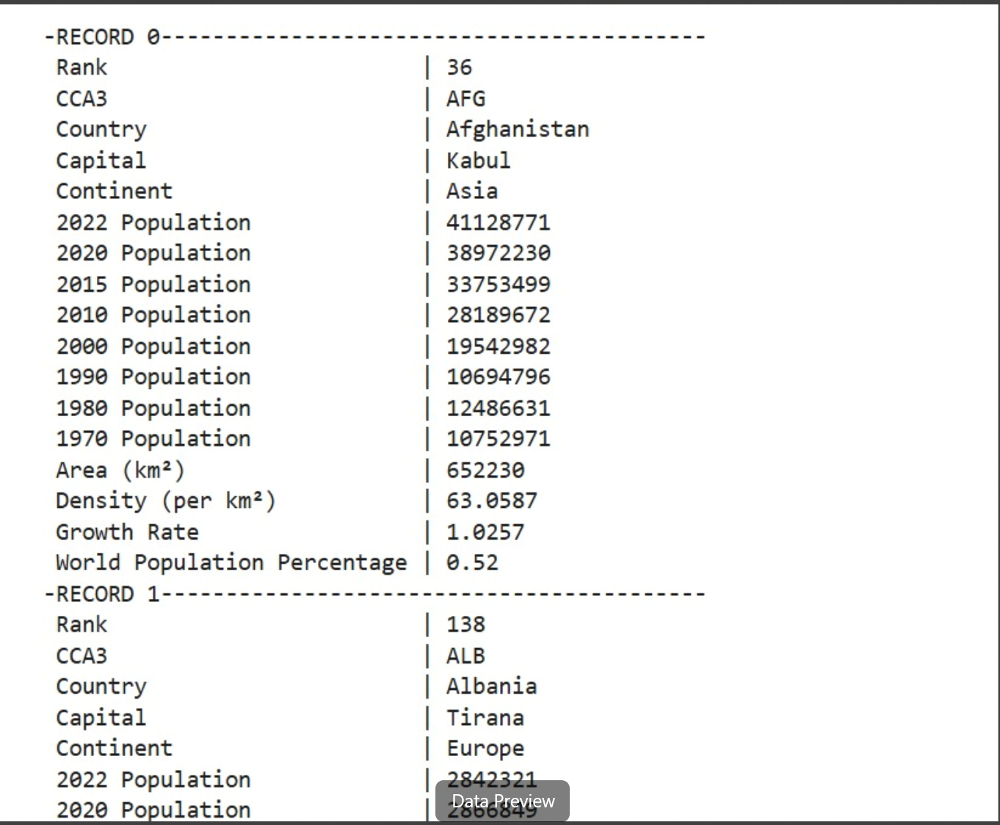 -RECORD 0------------------------------------------
Rank | 36
CCA3 | AFG
Country | Afghanistan
Capital | Kabul
Continent | Asia
2022 Population | 41128771
2020 Population | 38972230
2015 Population | 33753499
2010 Population | 28189672
2000 Population | 19542982
1990 Population | 10694796
1980 Population | 12486631
1970 Population | 10752971
Area (km²) | 652230
Density (per km²) | 63.0587
Growth Rate | 1.0257
World Population Percentage | 0.52
-RECORD 1------------------------------------------
Rank | 138
CCA3 | ALB
Country | Albania
Capital | Tirana
Continent | Europe
2022 Population | 2842321
2020 Population | 2866849
Data Preview